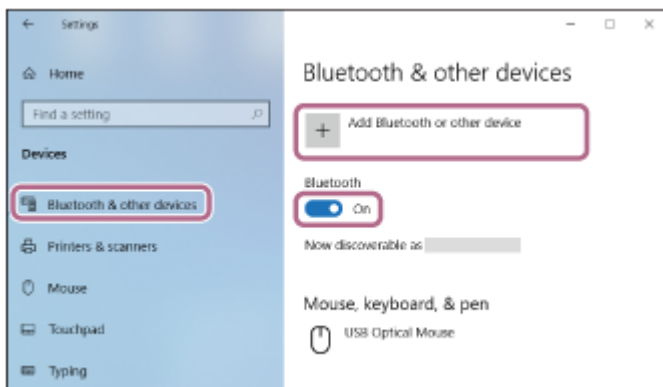 Settings
Home
Find a setting
Devices
Bluetooth & other devices
Printers & scanners
Mouse
Touchpad
Typing
Bluetooth & other devices
Add Bluetooth or other device
Bluetooth
On
Now discoverable as
Mouse, keyboard, & pen
USB Optical Mouse